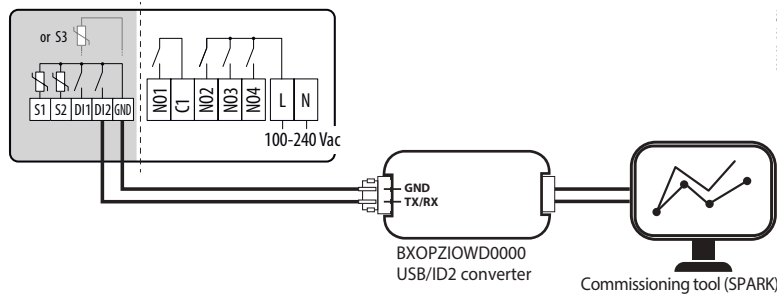 or S3
S1 S2 DI1 DI2 GND
NO1 C1 NO2 NO3 NO4 L N
100-240 Vac
GND
TX/RX
BXOPZIOWD0000
USB/ID2 converter
Commissioning tool (SPARK)